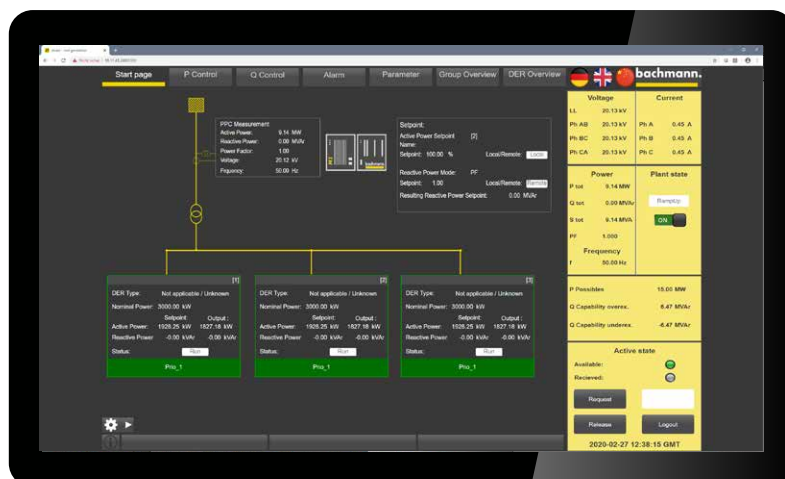 Start page
P Control
Q Control
Alarm
Parameter
Group Overview
DER Overview
bachmann.
PPC Measurement
Active Power: 9.14 MW
Reactive Power: 0.00 MVAr
Power Factor: 1.00
Voltage: 20.12 kV
Frquency 50.00 Hz
bachmann
Setpoint:
Active Power Setpoint [2]
Name:
Setpoint: 100.00 % Local/Remote Local
Reactive Power Mode: PF
Setpoint: 1.00 Local/Remote Remote
Resulting Reactive Power Setpoint: 0.00 MVAr
[1]
DER Type: Not applicable / Unknown
Nominal Power: 3000.00 kW
Setpoint: Output :
Active Power: 1928.25 kW 1827.18 kW
Reactive Power -0.00 kVAr -0.00 kVAr
Status: Run
Prio_1
[2]
DER Type: Not applicable / Unknown
Nominal Power: 3000.00 kW
Setpoint: Output :
Active Power: 1928.25 kW 1827.18 kW
Reactive Power -0.00 kVAr -0.00 kVAr
Status: Run
Prio_1
[3]
DER Type: Not applicable / Unknown
Nominal Power: 3000.00 kW
Setpoint: Output :
Active Power: 1928.25 kW 1827.18 kW
Reactive Power -0.00 kVAr -0.00 kVAr
Status: Run
Prio_1
Voltage
LL 20.13 kV
Ph AB 20.13 kV
Ph BC 20.13 kV
Ph CA 20.13 kV
Current
Ph A 0.45 A
Ph B 0.45 A
Ph C 0.45 A
Power
P tot 9.14 MW
Q tot 0.00 MVAr
S tot 9.14 MVA
PF 1.000
Frequency
f 50.00 Hz
Plant state
RampUp
ON
P Possibles 15.00 MW
Q Capability overex. 6.47 MVAr
Q Capability underex. -6.47 MVAr
Active state
Available:
Recieved:
Request
Release
Logout
2020-02-27 12:38:15 GMT